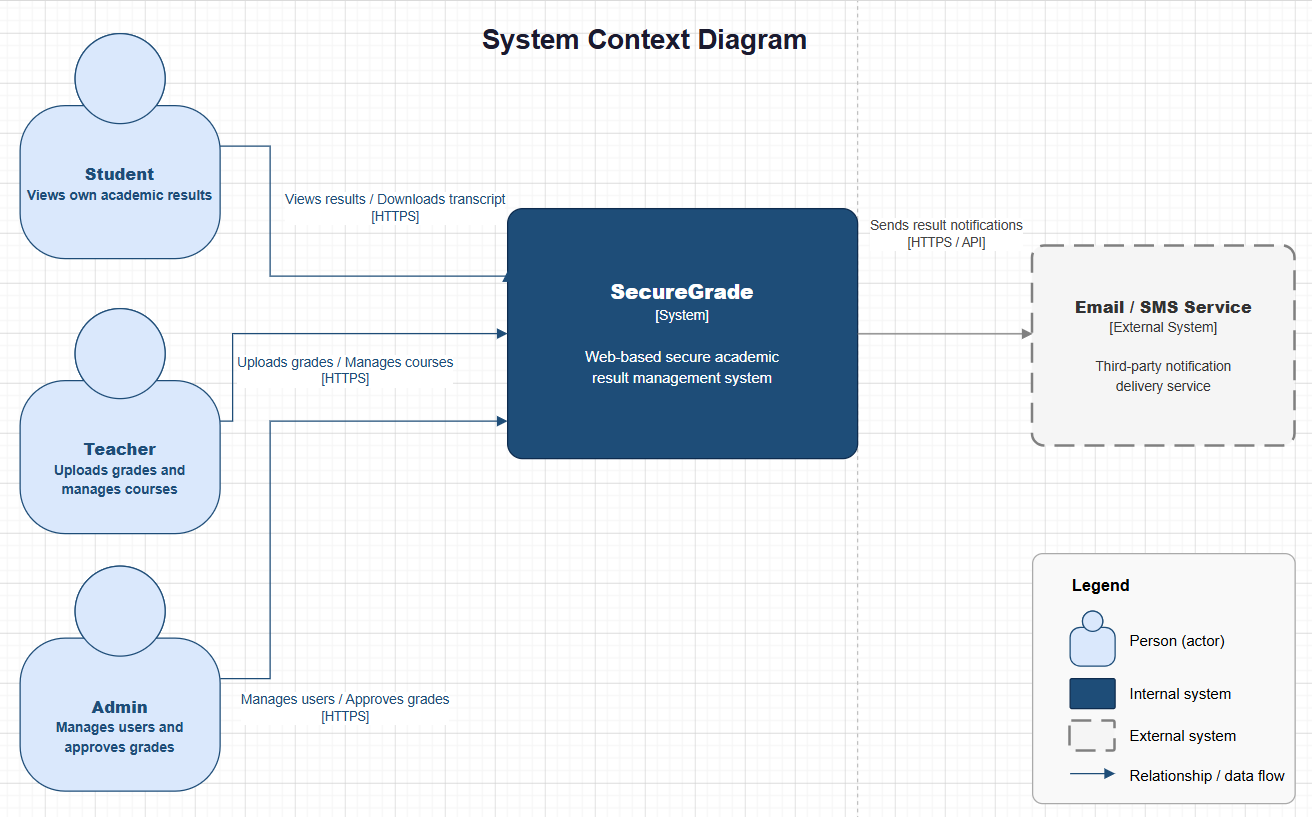 System Context Diagram
Student
Views own academic results
Views results / Downloads transcript
[HTTPS]
SecureGrade
[System]
Web-based secure academic
result management system
Sends result notifications
[HTTPS / API]
Email / SMS Service
[External System]
Third-party notification
delivery service
Uploads grades / Manages courses
[HTTPS]
Teacher
Uploads grades and
manages courses
Admin
Manages users and
approves grades
Manages users / Approves grades
[HTTPS]
Legend
Person (actor)
Internal system
External system
Relationship / data flow